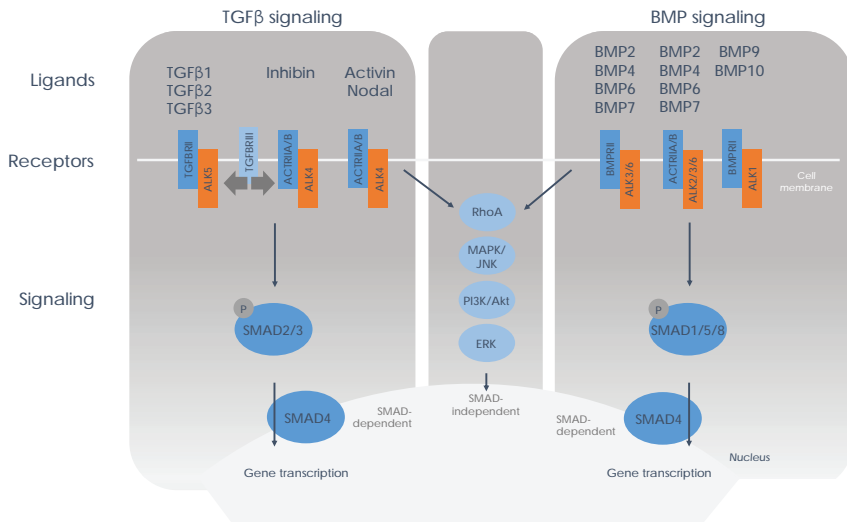 TGFβ signaling
BMP signaling
Ligands
TGFβ1
TGFβ2
TGFβ3
Inhibin
Activin
Nodal
BMP2
BMP4
BMP6
BMP7
BMP2
BMP4
BMP6
BMP7
BMP9
BMP10
Receptors
TGFBRII
ALK5
TGFBRIII
ACTRIIA/B
ALK4
ACTRIIA/B
ALK4
BMPRII
ALK3/6
ACTRIIA/B
ALK2/3/6
BMPRII
ALK1
Cell
membrane
RhoA
MAPK/
JNK
PI3K/Akt
ERK
Signaling
P
SMAD2/3
P
SMAD1/5/8
SMAD4
SMAD-
dependent
SMAD-
independent
SMAD-
dependent
SMAD4
Nucleus
Gene transcription
Gene transcription